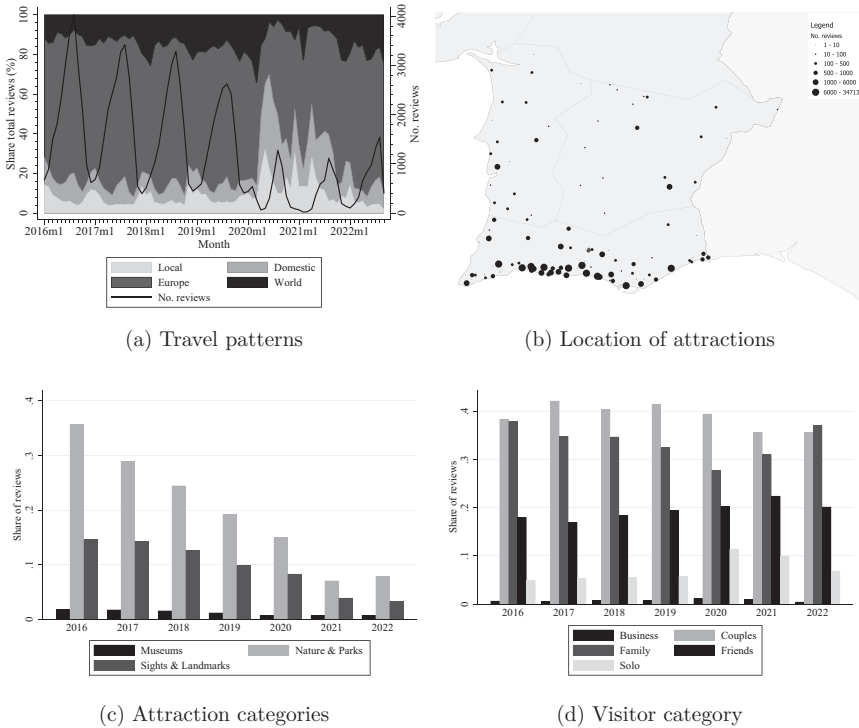 Share total reviews (%)
100
80
60
40
20
0
4000
3000
2000
1000
0
No. reviews
2016m1 2017m1 2018m1 2019m1 2020m1 2021m1 2022m1
Month
Local Domestic
Europe World
No. reviews
(a) Travel patterns
Legend
No. reviews
1 - 10
10 - 100
100 - 500
500 - 1000
1000 - 6000
6000 - 34713
(b) Location of attractions
Share of reviews
.4
.3
.2
.1
0
2016 2017 2018 2019 2020 2021 2022
Museums Nature & Parks
Sights & Landmarks
(c) Attraction categories
Share of reviews
.4
.3
.2
.1
0
2016 2017 2018 2019 2020 2021 2022
Business Couples
Family Friends
Solo
(d) Visitor category